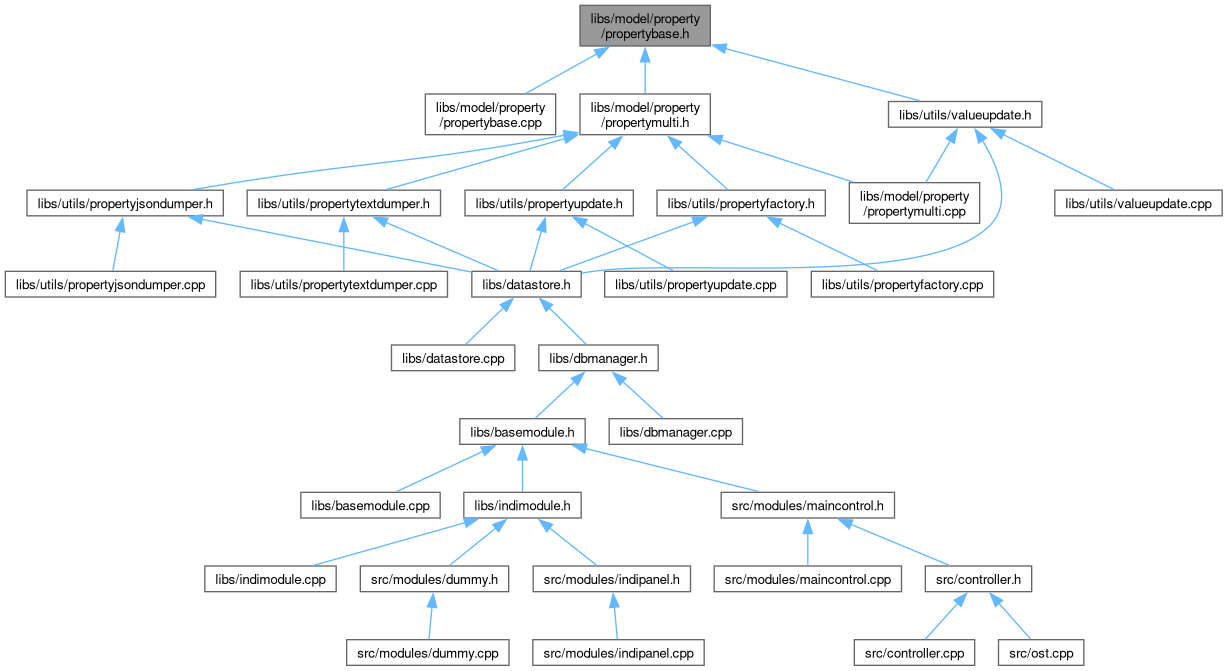 libs/model/property
/propertybase.h
libs/model/property
/propertybase.cpp
libs/model/property
/propertymulti.h
libs/utils/valueupdate.h
libs/utils/propertyjsondumper.h
libs/utils/propertytextdumper.h
libs/utils/propertyupdate.h
libs/utils/propertyfactory.h
libs/model/property
/propertymulti.cpp
libs/utils/valueupdate.cpp
libs/utils/propertyjsondumper.cpp
libs/utils/propertytextdumper.cpp
libs/datastore.h
libs/utils/propertyupdate.cpp
libs/utils/propertyfactory.cpp
libs/datastore.cpp
libs/dbmanager.h
libs/basemodule.h
libs/dbmanager.cpp
libs/basemodule.cpp
libs/indimodule.h
src/modules/maincontrol.h
libs/indimodule.cpp
src/modules/dummy.h
src/modules/indipanel.h
src/modules/maincontrol.cpp
src/controller.h
src/modules/dummy.cpp
src/modules/indipanel.cpp
src/controller.cpp
src/ost.cpp